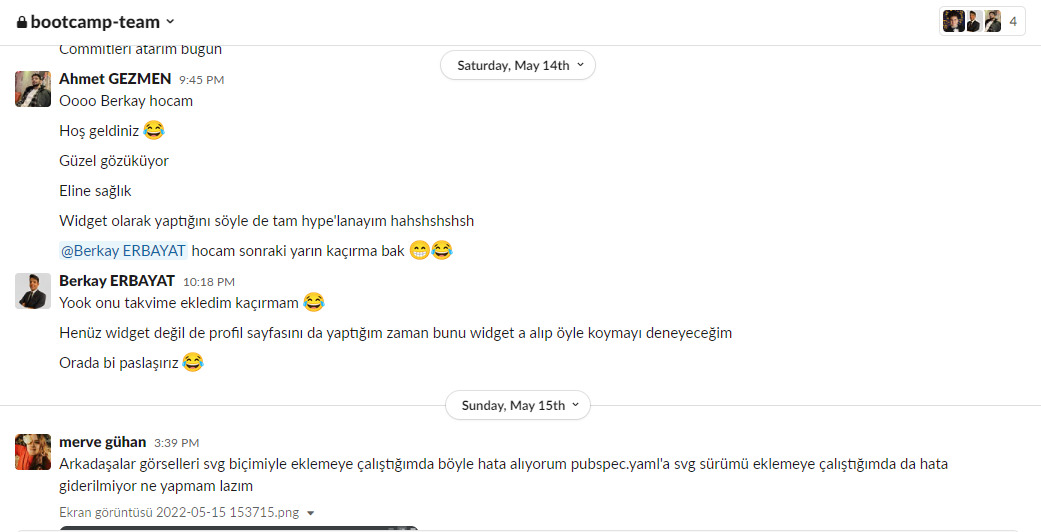 bootcamp-team
4
Commitleri atarım bugün
Saturday, May 14th
Ahmet GEZMEN 9:45 PM
Oooo Berkay hocam
Hoş geldiniz 😂
Güzel gözüküyor
Eline sağlık
Widget olarak yaptığını söyle de tam hype'lanayım hahshshshsh
@Berkay ERBAYAT hocam sonraki yarın kaçırma bak 😁😂
Berkay ERBAYAT 10:18 PM
Yook onu takvime ekledim kaçırmam 😂
Henüz widget değil de profil sayfasını da yaptığım zaman bunu widget a alıp öyle koymayı deneyeceğim
Orada bi paslaşırız 😂
Sunday, May 15th
merve gühan 3:39 PM
Arkadaşalar görselleri svg biçimiyle eklemeye çalıştığımda böyle hata alıyorum pubspec.yaml'a svg sürümü eklemeye çalıştığımda da hata
giderilmiyor ne yapmam lazım
Ekran görüntüsü 2022-05-15 153715.png